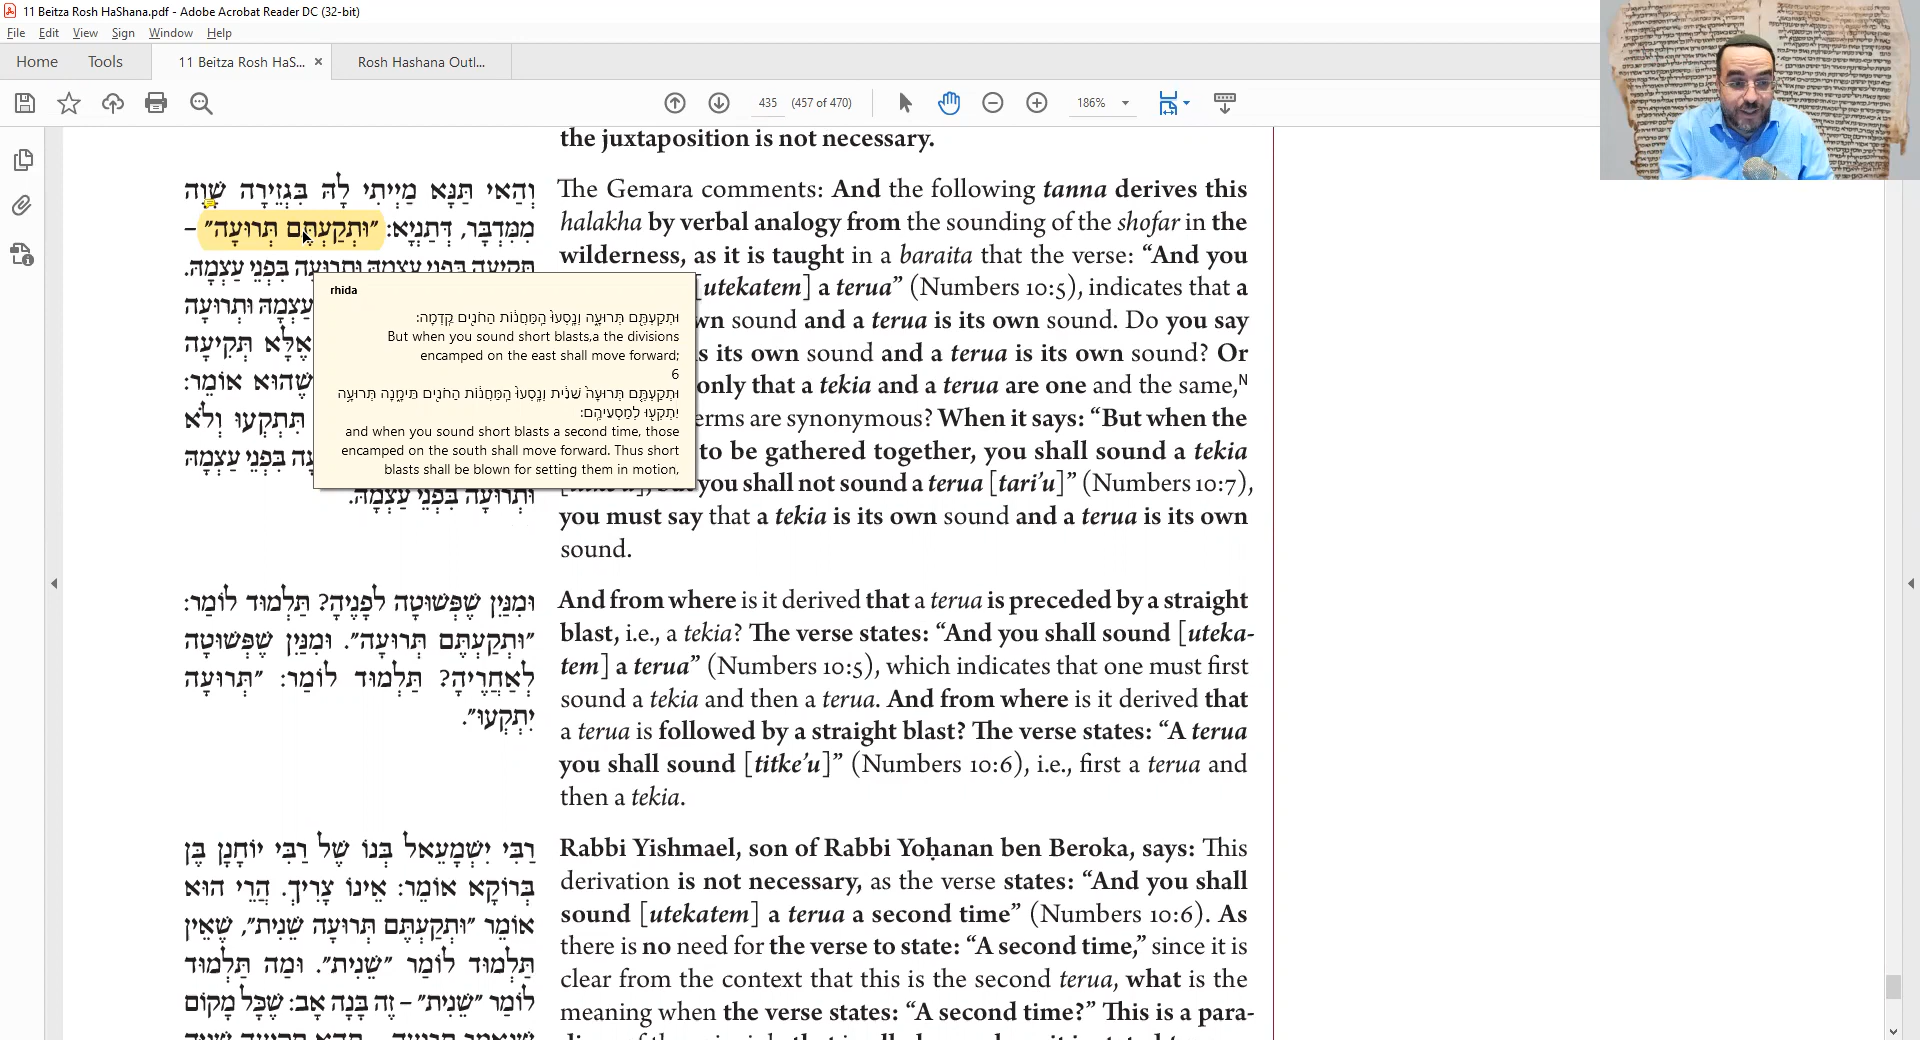 11 Beitza Rosh HaShana.pdf - Adobe Acrobat Reader DC (32-bit)
File Edit View Sign Window Help
Home Tools 11 Beitza Rosh HaS... × Rosh Hashana Outl...
435 (457 of 470) 186%
the juxtaposition is not necessary.
וְהַאי תַּנָּא מַיְיתֵי לָהּ בִּגְזֵירָה שָׁוָה
מִמִּדְבָּר, דְּתַנְיָא: ״וּתְקַעְתֶּם תְּרוּעָה״ –
תְּקִיעָה בִּפְנֵי עַצְמָהּ וּתְרוּעָה בִּפְנֵי עַצְמָהּ.
עַצְמָהּ וּתְרוּעָה
אֶלָּא תְּקִיעָה
שֶׁהוּא אוֹמֵר:
תִּתְקְעוּ וְלֹא
בִּפְנֵי עַצְמָהּ
וּתְרוּעָה בִּפְנֵי עַצְמָהּ.
The Gemara comments: And the following tanna derives this
halakha by verbal analogy from the sounding of the shofar in the
wilderness, as it is taught in a baraita that the verse: “And you
[utekatem] a terua” (Numbers 10:5), indicates that a
sound and a terua is its own sound. Do you say
is its own sound and a terua is its own sound? Or
only that a tekia and a terua are one and the same,N
are synonymous? When it says: “But when the
to be gathered together, you shall sound a tekia
you shall not sound a terua [tari’u]” (Numbers 10:7),
you must say that a tekia is its own sound and a terua is its own
sound.
rhida
וּתְקַעְתֶּ֖ם תְּרוּעָ֑ה וְנָֽסְעוּ֙ הַֽמַּחֲנ֔וֹת הַחֹנִ֖ים קֵֽדְמָה׃
But when you sound short blasts,a the divisions
encamped on the east shall move forward;
6
וּתְקַעְתֶּ֤ם תְּרוּעָה֙ שֵׁנִ֔ית וְנָֽסְעוּ֙ הַֽמַּחֲנ֔וֹת הַחֹנִ֖ים תֵּימָ֑נָה תְּרוּעָ֥ה
יִתְקְע֖וּ לְמַסְעֵיהֶֽם׃
and when you sound short blasts a second time, those
encamped on the south shall move forward. Thus short
blasts shall be blown for setting them in motion,
וּמִנַּיִן שֶׁפְּשׁוּטָה לְפָנֶיהָ? תַּלְמוּד לוֹמַר:
״וּתְקַעְתֶּם תְּרוּעָה״. וּמִנַּיִן שֶׁפְּשׁוּטָה
לְאַחֲרֶיהָ? תַּלְמוּד לוֹמַר: ״תְּרוּעָה
יִתְקְעוּ״.
And from where is it derived that a terua is preceded by a straight
blast, i.e., a tekia? The verse states: “And you shall sound [uteka-
tem] a terua” (Numbers 10:5), which indicates that one must first
sound a tekia and then a terua. And from where is it derived that
a terua is followed by a straight blast? The verse states: “A terua
you shall sound [titke’u]” (Numbers 10:6), i.e., first a terua and
then a tekia.
רַבִּי יִשְׁמָעֵאל בְּנוֹ שֶׁל רַבִּי יוֹחָנָן בֶּן
בְּרוֹקָא אוֹמֵר: אֵינוֹ צָרִיךְ. הֲרֵי הוּא
אוֹמֵר ״וּתְקַעְתֶּם תְּרוּעָה שֵׁנִית״, שֶׁאֵין
תַּלְמוּד לוֹמַר ״שֵׁנִית״. וּמַה תַּלְמוּד
לוֹמַר ״שֵׁנִית״ – זֶה בָּנָה אָב: שֶׁכָּל מָקוֹם
Rabbi Yishmael, son of Rabbi Yoḥanan ben Beroka, says: This
derivation is not necessary, as the verse states: “And you shall
sound [utekatem] a terua a second time” (Numbers 10:6). As
there is no need for the verse to state: “A second time,” since it is
clear from the context that this is the second terua, what is the
meaning when the verse states: “A second time?” This is a para-